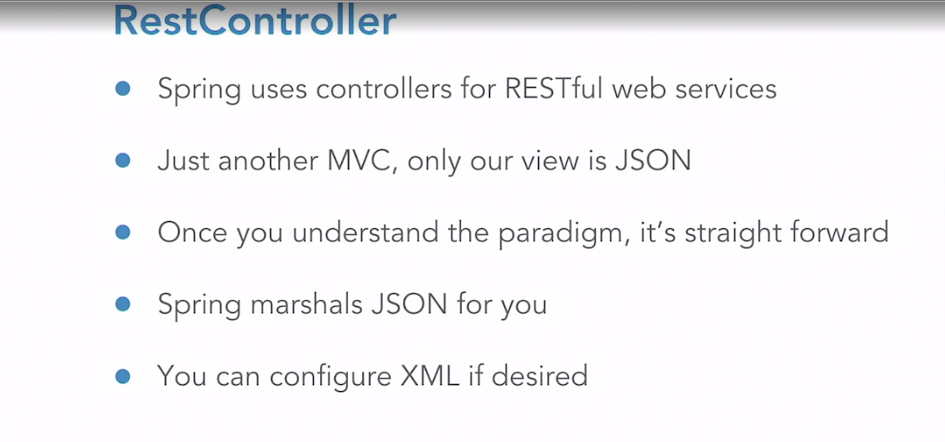 RestController
Spring uses controllers for RESTful web services
Just another MVC, only our view is JSON
Once you understand the paradigm, it's straight forward
Spring marshals JSON for you
You can configure XML if desired